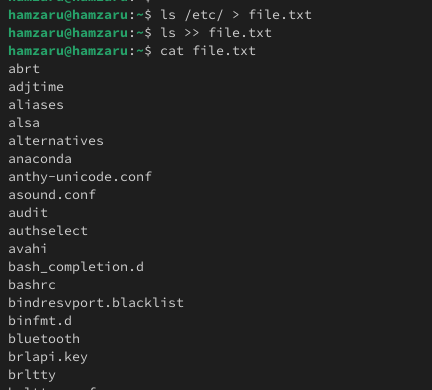 hamzaru@hamzaru:~$ ls /etc/ > file.txt
hamzaru@hamzaru:~$ ls >> file.txt
hamzaru@hamzaru:~$ cat file.txt
abrt
adjtime
aliases
alsa
alternatives
anaconda
anthy-unicode.conf
asound.conf
audit
authselect
avahi
bash_completion.d
bashrc
bindresvport.blacklist
binfmt.d
bluetooth
brlapi.key
brltty